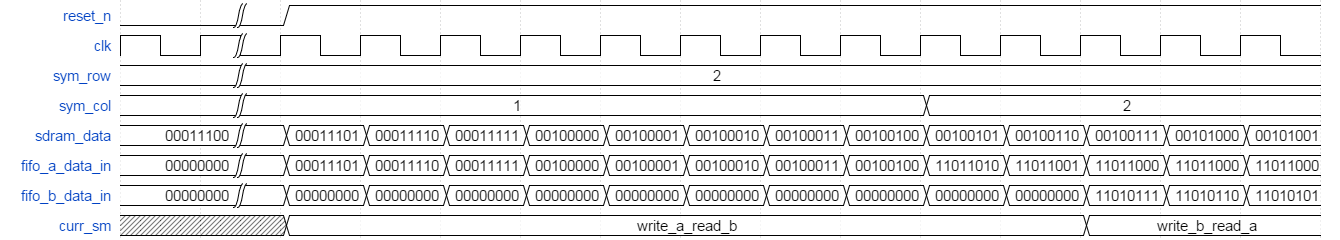 reset_n
clk
sym_row 2
sym_col 1 2
sdram_data 00011100 00011101 00011110 00011111 00100000 00100001 00100010 00100011 00100100 00100101 00100110 00100111 00101000 00101001
fifo_a_data_in 00000000 00011101 00011110 00011111 00100000 00100001 00100010 00100011 00100100 11011010 11011001 11011000 11011000 11011000
fifo_b_data_in 00000000 00000000 00000000 00000000 00000000 00000000 00000000 00000000 00000000 00000000 00000000 11010111 11010110 11010101
curr_sm write_a_read_b write_b_read_a